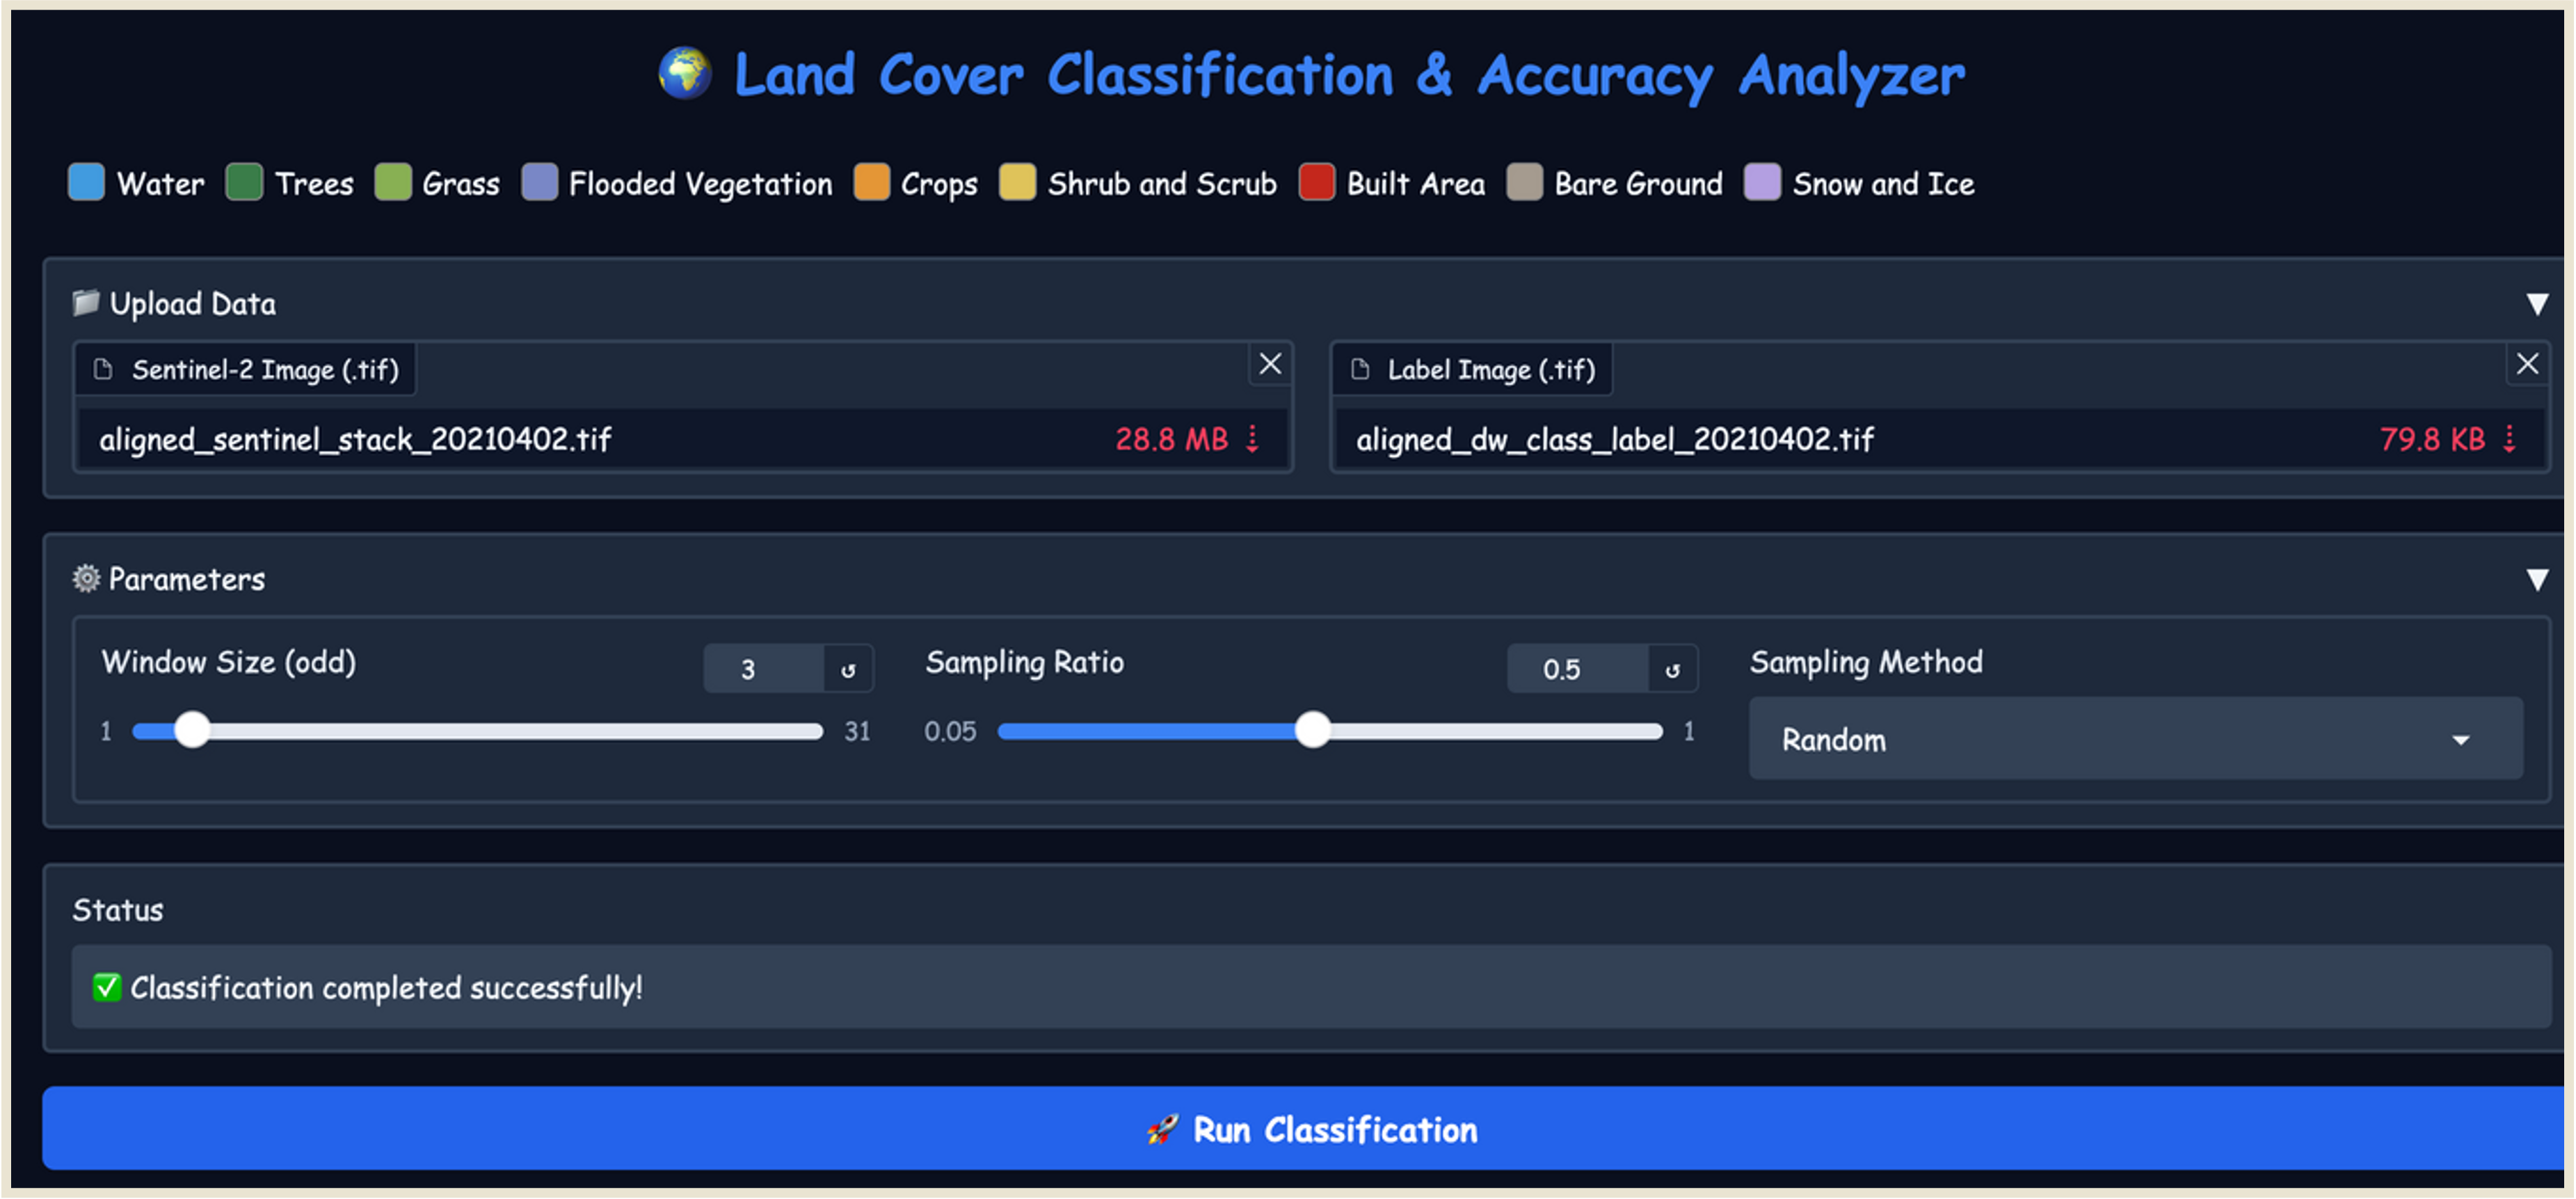 🌍 Land Cover Classification & Accuracy Analyzer
Water Trees Grass Flooded Vegetation Crops Shrub and Scrub Built Area Bare Ground Snow and Ice
📁 Upload Data ▼
Sentinel-2 Image (.tif)
aligned_sentinel_stack_20210402.tif 28.8 MB ⇣
Label Image (.tif)
aligned_dw_class_label_20210402.tif 79.8 KB ⇣
⚙️ Parameters ▼
Window Size (odd) 3 ↺
1 31
Sampling Ratio 0.5 ↺
0.05 1
Sampling Method
Random
Status
✅ Classification completed successfully!
🚀 Run Classification